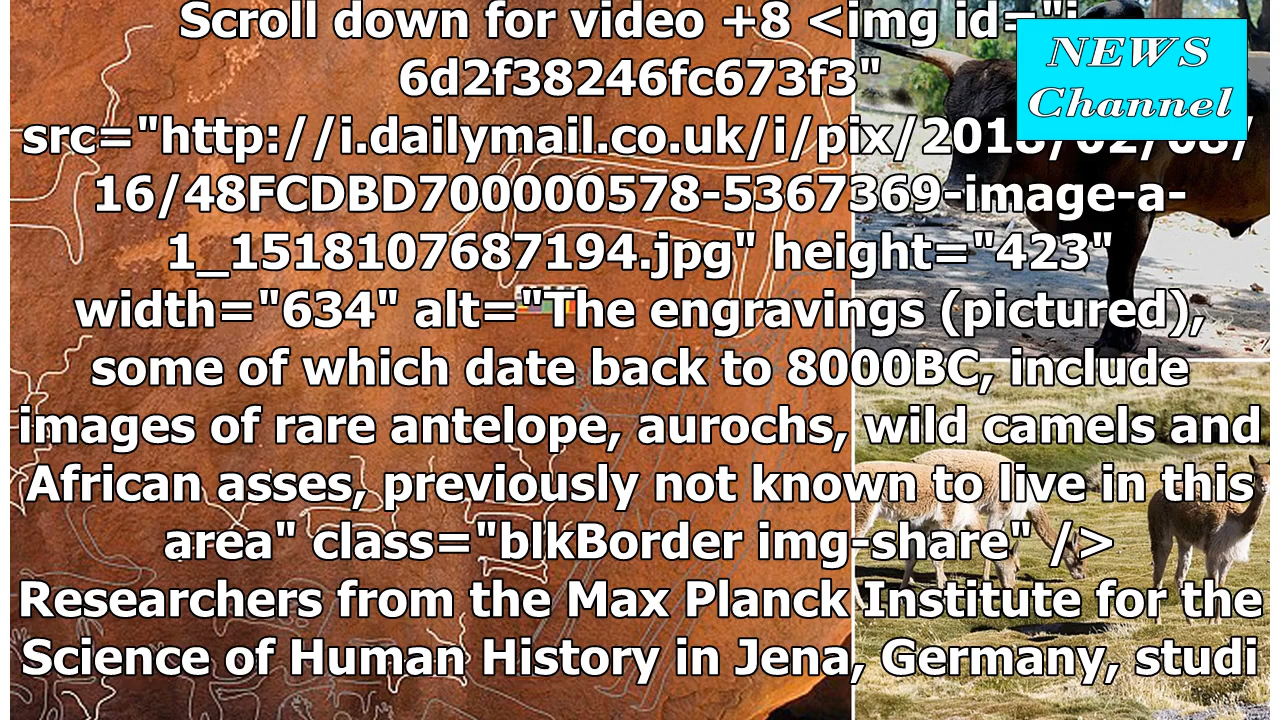 Scroll down for video +8 <img id="i-
6d2f38246fc673f3"
src="http://i.dailymail.co.uk/i/pix/2018/02/08/
16/48FCDBD700000578-5367369-image-a-
1_1518107687194.jpg" height="423"
width="634" alt="The engravings (pictured),
some of which date back to 8000BC, include
images of rare antelope, aurochs, wild camels and
African asses, previously not known to live in this
area" class="blkBorder img-share" />
Researchers from the Max Planck Institute for the
Science of Human History in Jena, Germany, studi
NEWS
Channel